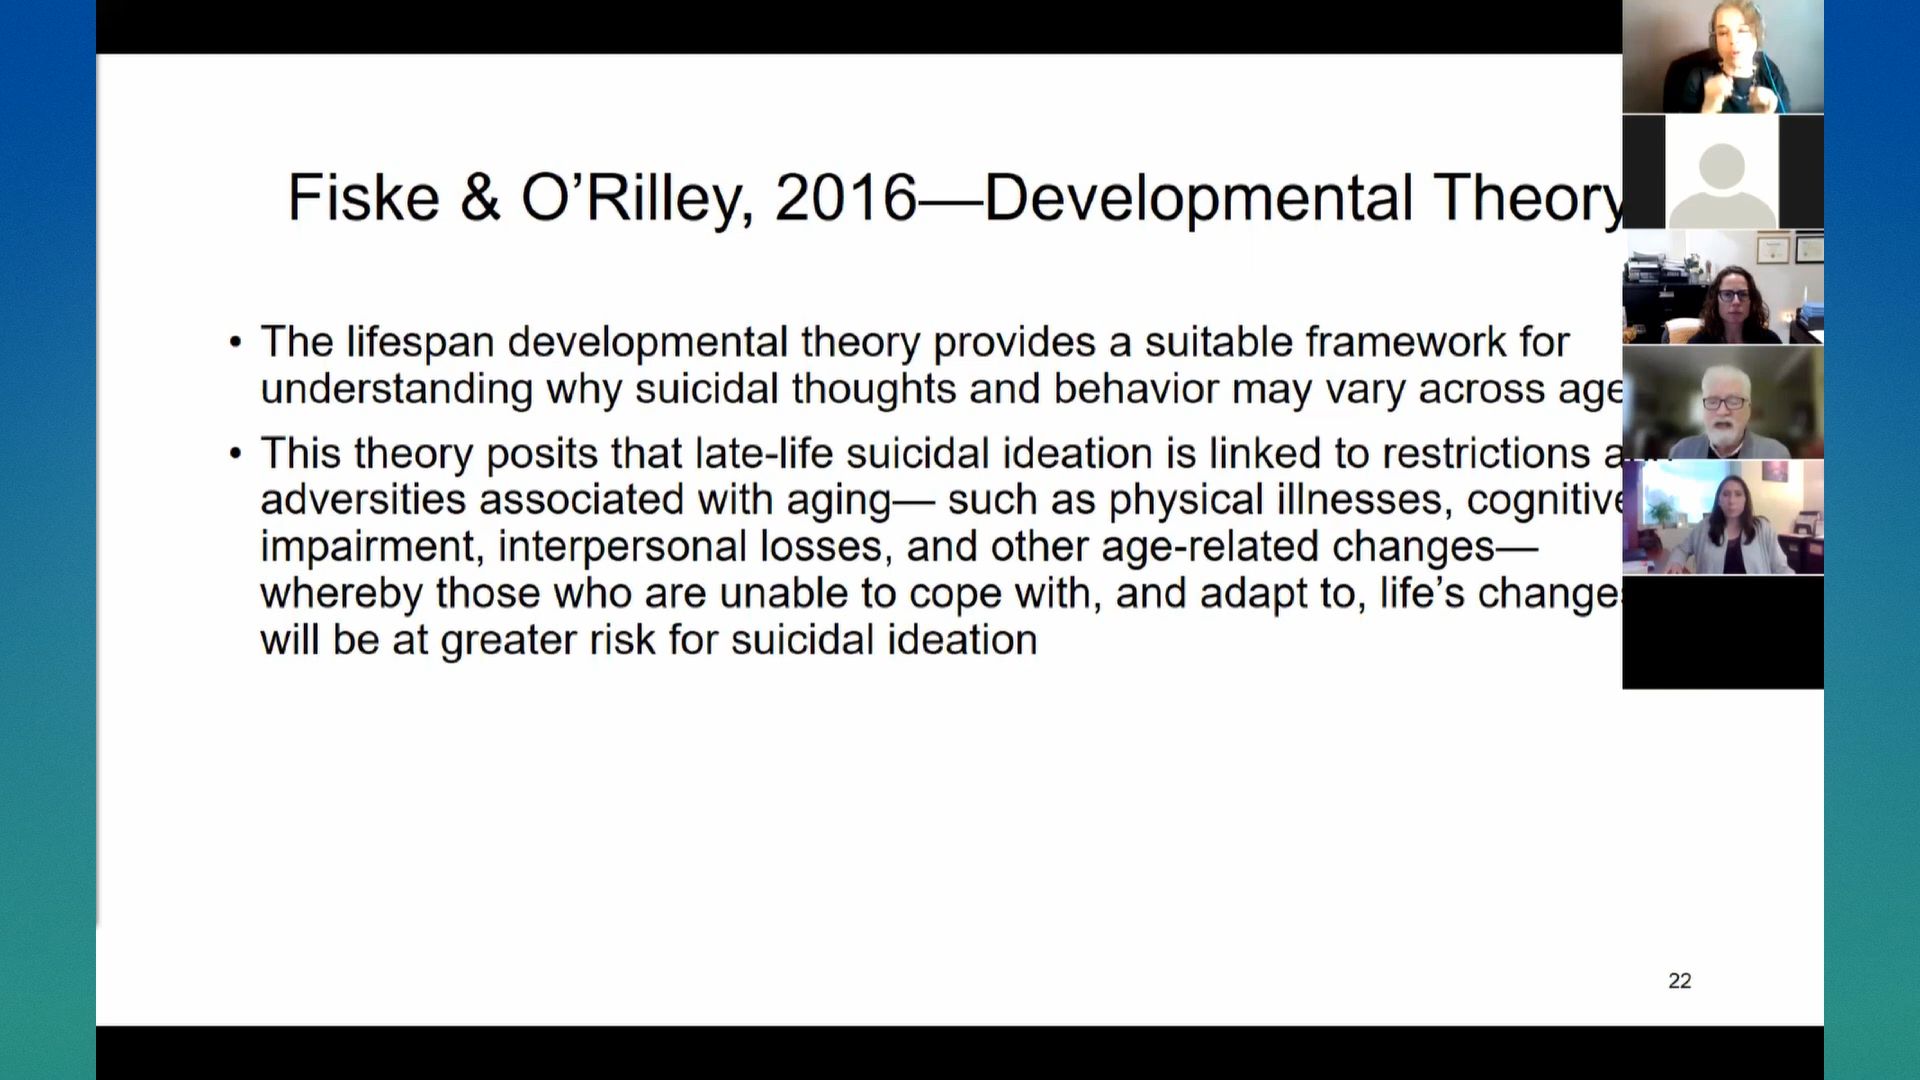 Fiske & O’Rilley, 2016—Developmental Theory
• The lifespan developmental theory provides a suitable framework for
understanding why suicidal thoughts and behavior may vary across age
• This theory posits that late-life suicidal ideation is linked to restrictions
adversities associated with aging— such as physical illnesses, cognitive
impairment, interpersonal losses, and other age-related changes—
whereby those who are unable to cope with, and adapt to, life’s change
will be at greater risk for suicidal ideation
22